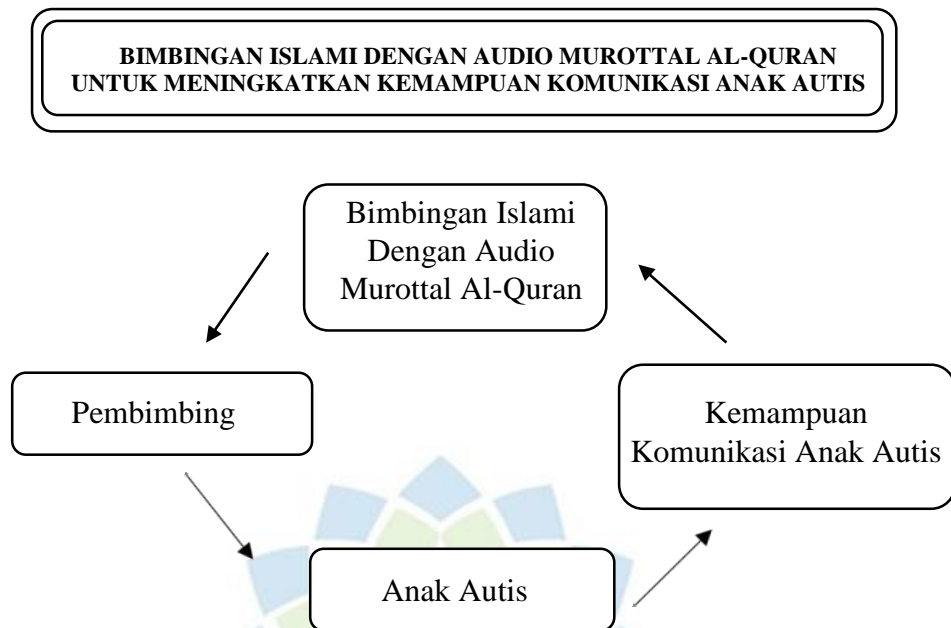 BIMBINGAN ISLAMI DENGAN AUDIO MUROTTAL AL-QURAN
UNTUK MENINGKATKAN KEMAMPUAN KOMUNIKASI ANAK AUTIS
Bimbingan Islami
Dengan Audio
Murottal Al-Quran
Pembimbing
Kemampuan
Komunikasi Anak Autis
Anak Autis